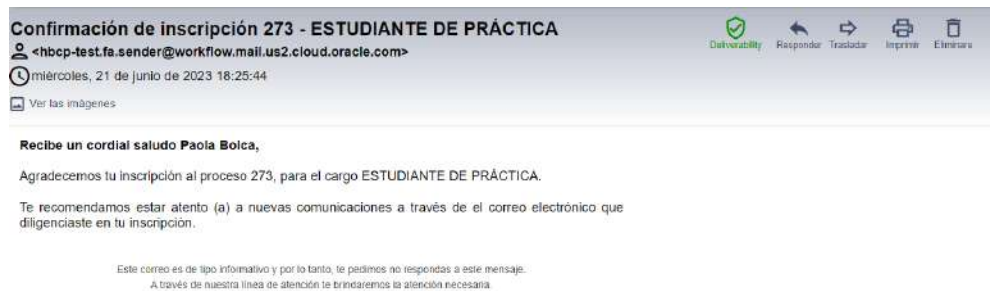 Confirmación de inscripción 273 - ESTUDIANTE DE PRÁCTICA
<hbcp-test.fa.sender@workflow.mail.us2.cloud.oracle.com>
miércoles, 21 de junio de 2023 18:25:44
Deliverability Responder Trasladar Imprimir Eliminara
Ver las imágenes
Recibe un cordial saludo Paola Bolca,
Agradecemos tu inscripción al proceso 273, para el cargo ESTUDIANTE DE PRÁCTICA.
Te recomendamos estar atento (a) a nuevas comunicaciones a través de el correo electrónico que
diligenciaste en tu inscripción.
Este correo es de tipo informativo y por lo tanto, te pedimos no respondas a este mensaje.
A través de nuestra línea de atención te brindaremos la atención necesaria